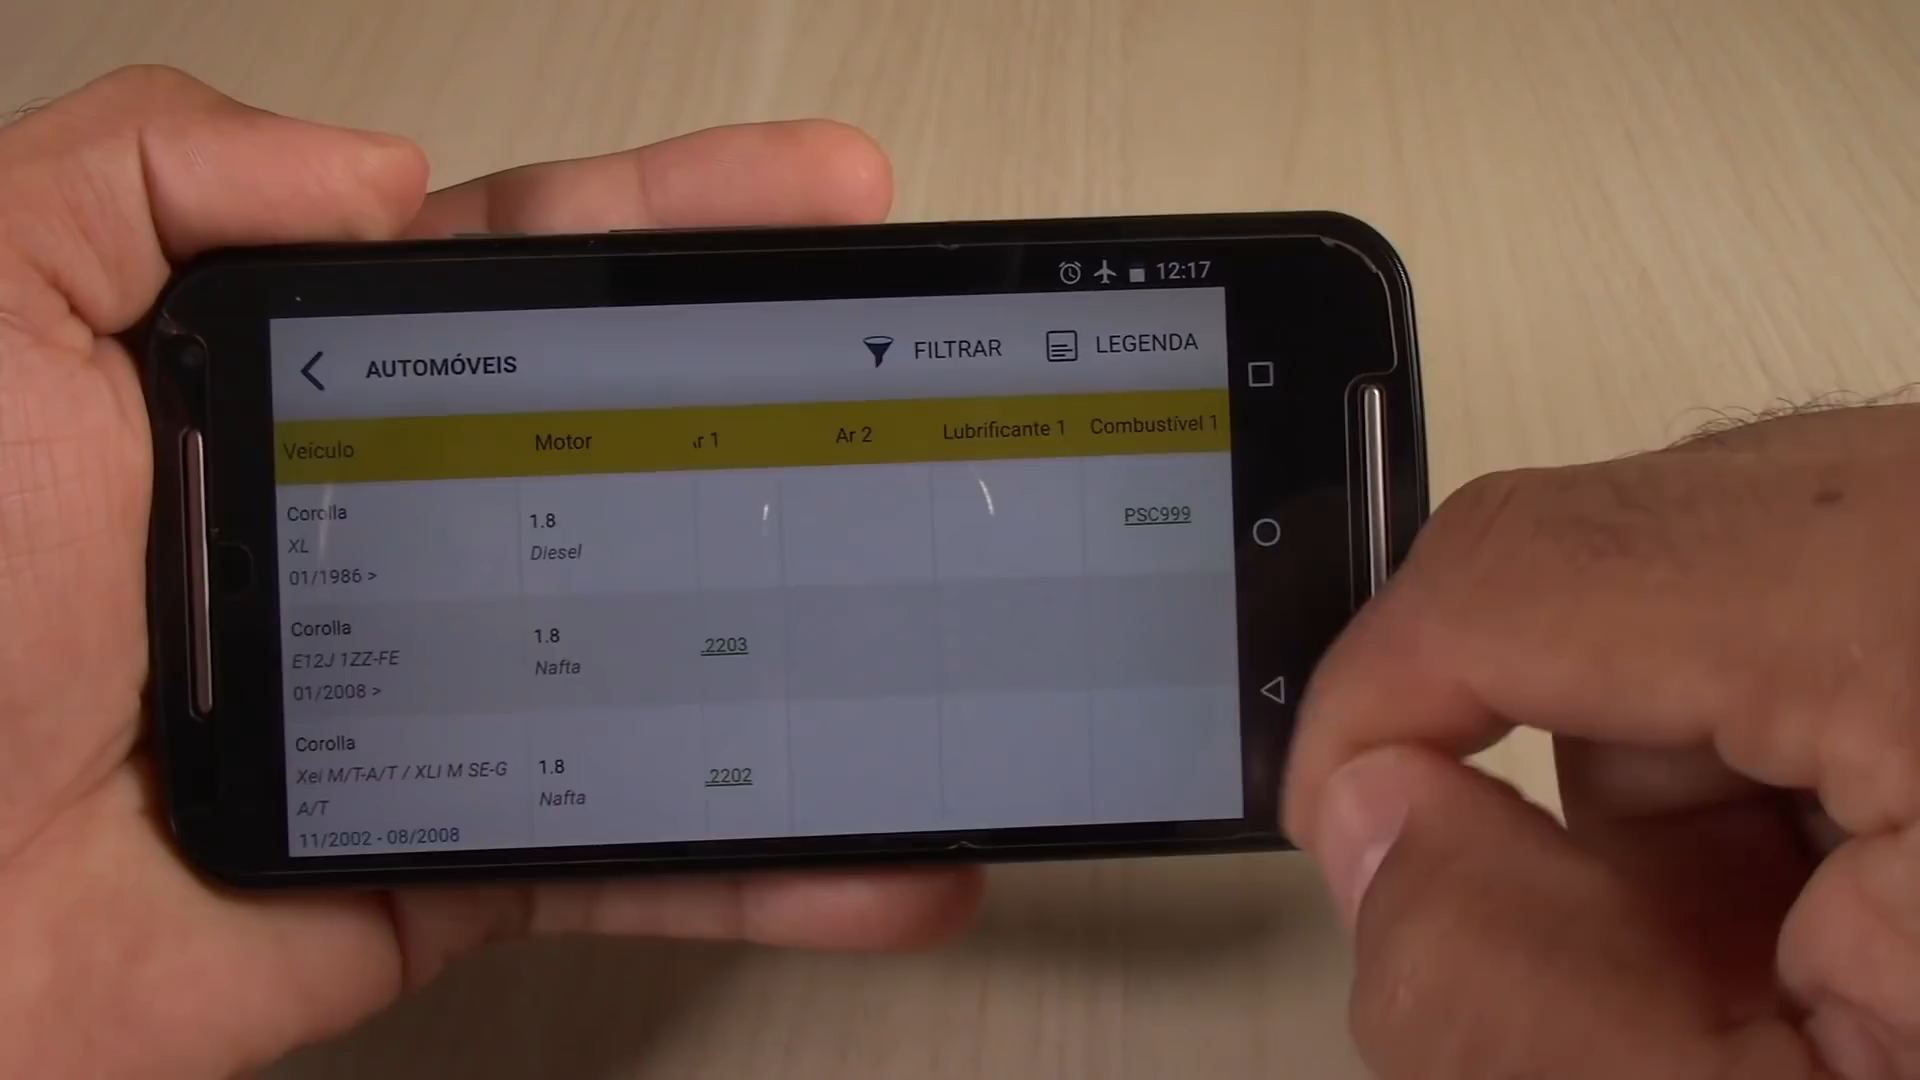 12:17
AUTOMÓVEIS FILTRAR LEGENDA
Veículo Motor r 1 Ar 2 Lubrificante 1 Combustível 1
Corolla
XL
01/1986 >
1.8
Diesel
PSC999
Corolla
E12J 1ZZ-FE
01/2008 >
1.8
Nafta
2203
Corolla
Xei M/T-A/T / XLI M SE-G
A/T
11/2002 - 08/2008
1.8
Nafta
2202